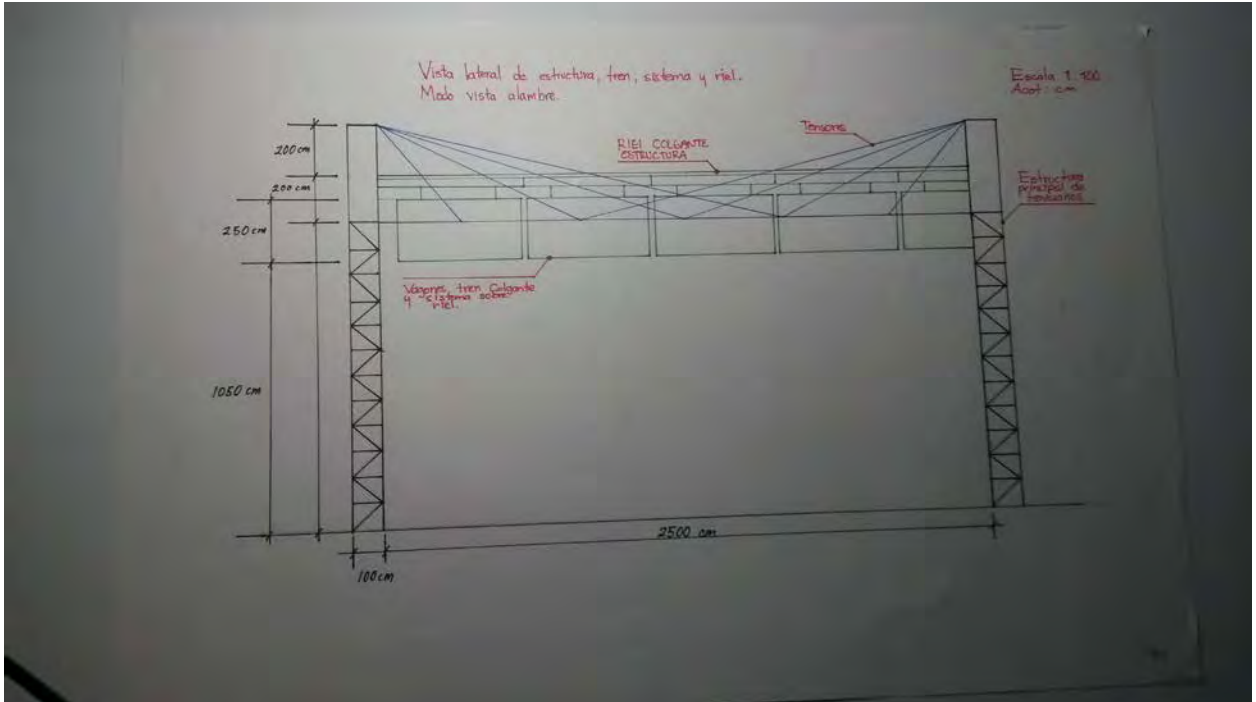 Vista lateral de estructura, tren, sistema y riel.
Modo vista alambre.
Escala 1:100
Acot: cm
Tensores
RIEl COLGANTE
ESTRUCTURA
Estructura
principal de
200 cm
200 cm
250 cm
Vagones, tren Colgante
y sistema sobre
riel.
1050 cm
2500 cm
100 cm